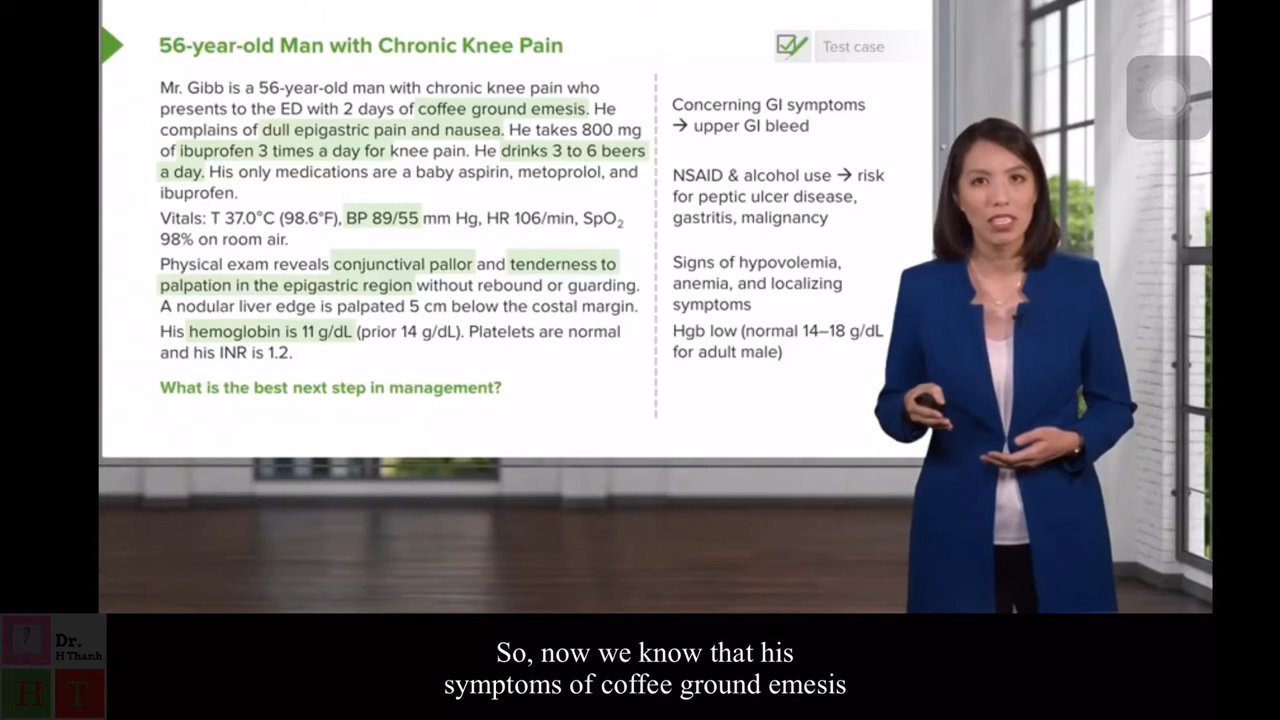 56-year-old Man with Chronic Knee Pain
Test case
Mr. Gibb is a 56-year-old man with chronic knee pain who
presents to the ED with 2 days of coffee ground emesis. He
complains of dull epigastric pain and nausea. He takes 800 mg
of ibuprofen 3 times a day for knee pain. He drinks 3 to 6 beers
a day. His only medications are a baby aspirin, metoprolol, and
ibuprofen.
Vitals: T 37.0°C (98.6°F), BP 89/55 mm Hg, HR 106/min, SpO₂
98% on room air.
Physical exam reveals conjunctival pallor and tenderness to
palpation in the epigastric region without rebound or guarding.
A nodular liver edge is palpated 5 cm below the costal margin.
His hemoglobin is 11 g/dL (prior 14 g/dL). Platelets are normal
and his INR is 1.2.
What is the best next step in management?
Concerning GI symptoms
→ upper GI bleed
NSAID & alcohol use → risk
for peptic ulcer disease,
gastritis, malignancy
Signs of hypovolemia,
anemia, and localizing
symptoms
Hgb low (normal 14–18 g/dL
for adult male)
Dr.
H Thanh
H T
So, now we know that his
symptoms of coffee ground emesis